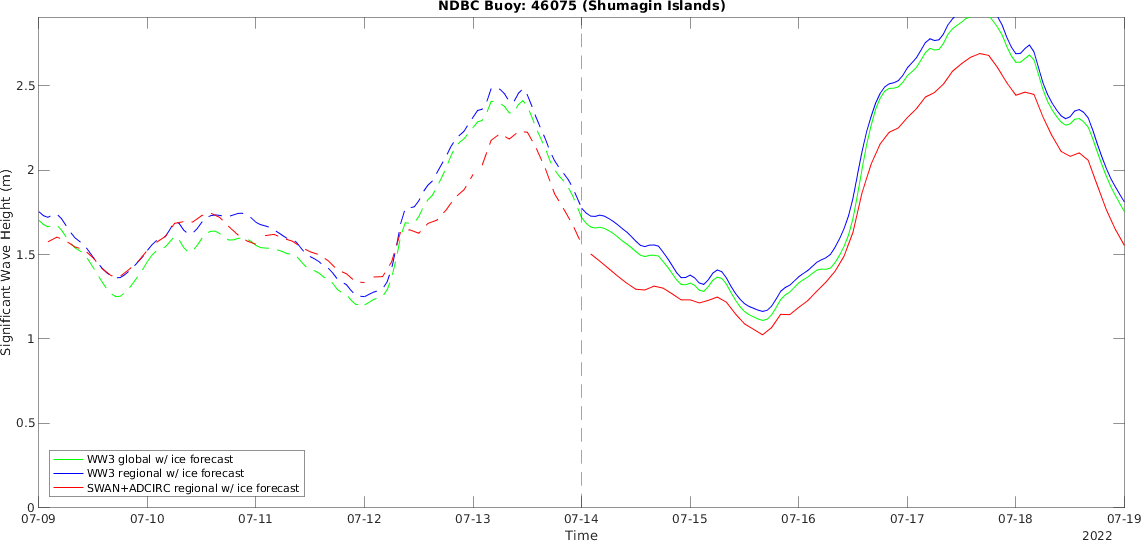 NDBC Buoy: 46075 (Shumagin Islands)
Significant Wave Height (m)
2.5
2
1.5
1
0.5
0
WW3 global w/ ice forecast
WW3 regional w/ ice forecast
SWAN+ADCIRC regional w/ ice forecast
07-09 07-10 07-11 07-12 07-13 07-14 07-15 07-16 07-17 07-18 07-19
Time
2022